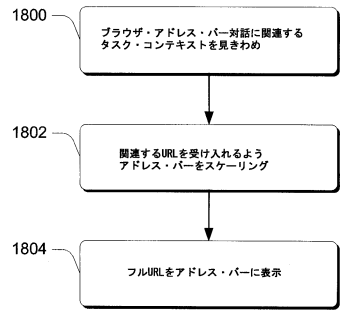 1800
ブラウザ・アドレス・バー対話に関連する
タスク・コンテキストを見きわめ
1802
関連するURLを受け入れるよう
アドレス・バーをスケーリング
1804
フルURLをアドレス・バーに表示